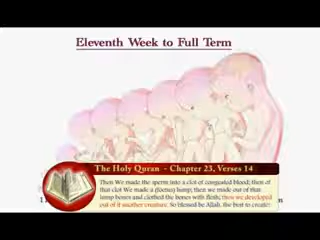 Eleventh Week to Full Term
The Holy Quran - Chapter 23, Verses 14
Then We made the sperm into a clot of congealed blood; then of
that clot We made a (foetus) lump; then we made out of that
lump bones and clothed the bones with flesh; then we developed
out of it another creature. So blessed be Allah, the best to create!